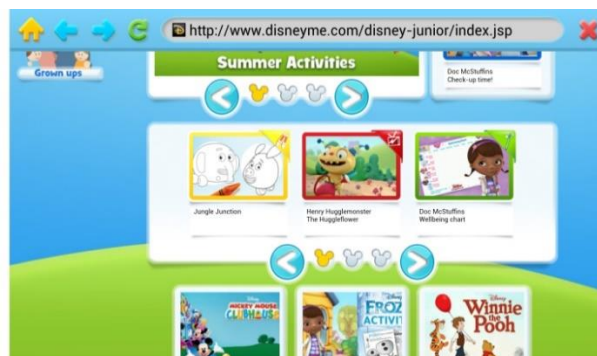 http://www.disneyme.com/disney-junior/index.jsp
Grown ups
Summer Activities
Doc McStuffins
Check-up time!
Jungle Junction
Henry Hugglemonster
The Huggleflower
Doc McStuffins
Wellbeing chart
Disney
MICKEY MOUSE
CLUBHOUSE
FROZ
ACTIVIT
Disney
Winnie
the
Pooh